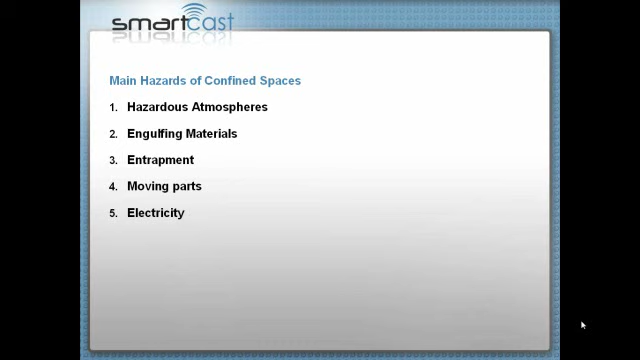 smartcast
Main Hazards of Confined Spaces
1. Hazardous Atmospheres
2. Engulfing Materials
3. Entrapment
4. Moving parts
5. Electricity